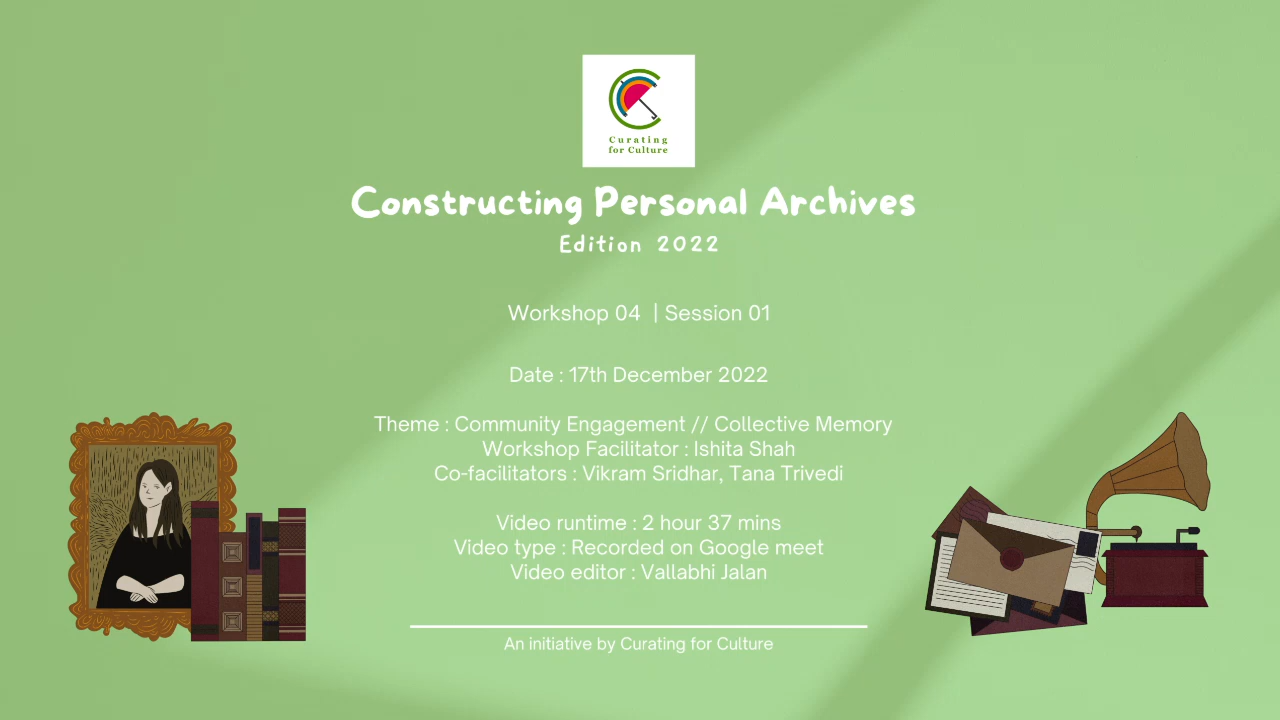 Curating
for Culture
Constructing Personal Archives
Edition 2022
Workshop 04 | Session 01
Date : 17th December 2022
Theme : Community Engagement // Collective Memory
Workshop Facilitator : Ishita Shah
Co-facilitators : Vikram Sridhar, Tana Trivedi
Video runtime : 2 hour 37 mins
Video type : Recorded on Google meet
Video editor : Vallabhi Jalan
An initiative by Curating for Culture